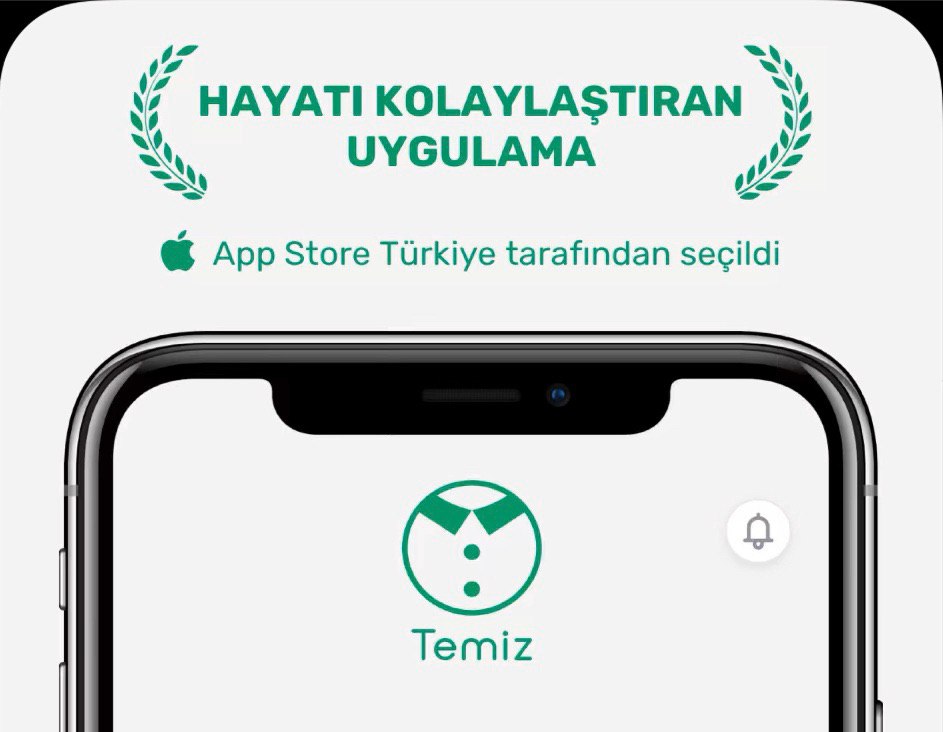 HAYATI KOLAYLAŞTIRAN
UYGULAMA
App Store Türkiye tarafından seçildi
Temiz